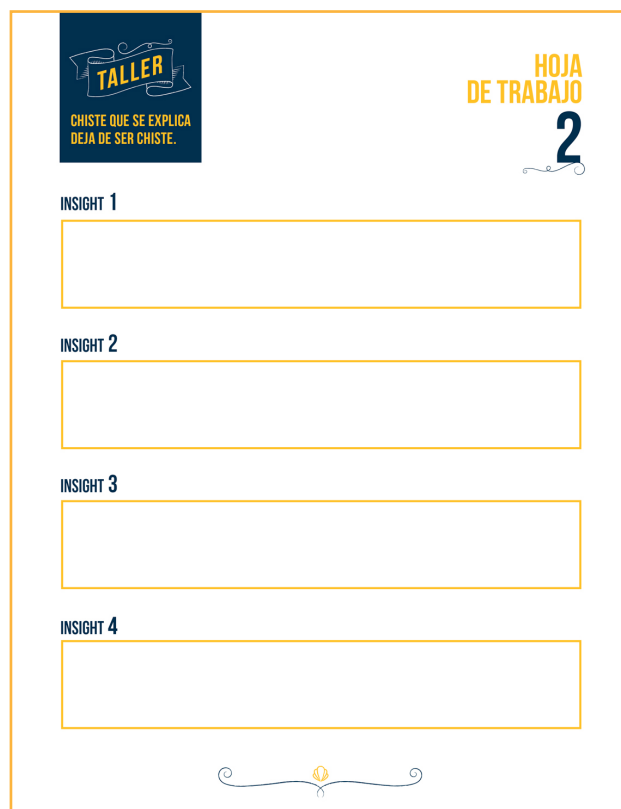 TALLER
CHISTE QUE SE EXPLICA
DEJA DE SER CHISTE.
HOJA
DE TRABAJO
2
INSIGHT 1
INSIGHT 2
INSIGHT 3
INSIGHT 4